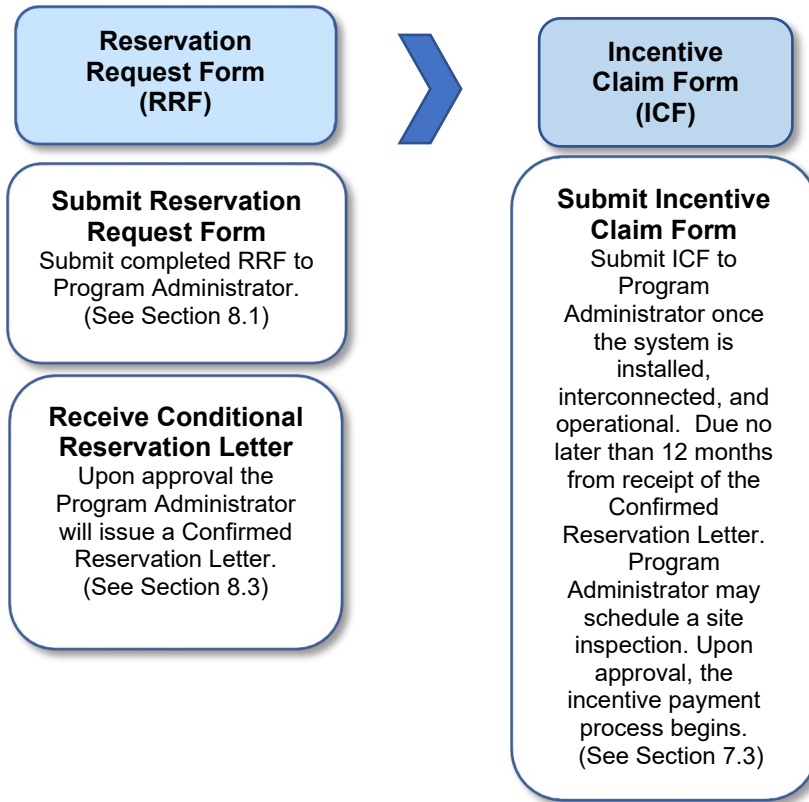 Reservation
Request Form
(RRF)
Submit Reservation
Request Form
Submit completed RRF to
Program Administrator.
(See Section 8.1)
Receive Conditional
Reservation Letter
Upon approval the
Program Administrator
will issue a Confirmed
Reservation Letter.
(See Section 8.3)
Incentive
Claim Form
(ICF)
Submit Incentive
Claim Form
Submit ICF to
Program
Administrator once
the system is
installed,
interconnected, and
operational.  Due no
later than 12 months
from receipt of the
Confirmed
Reservation Letter.
Program
Administrator may
schedule a site
inspection. Upon
approval, the
incentive payment
process begins.
(See Section 7.3)